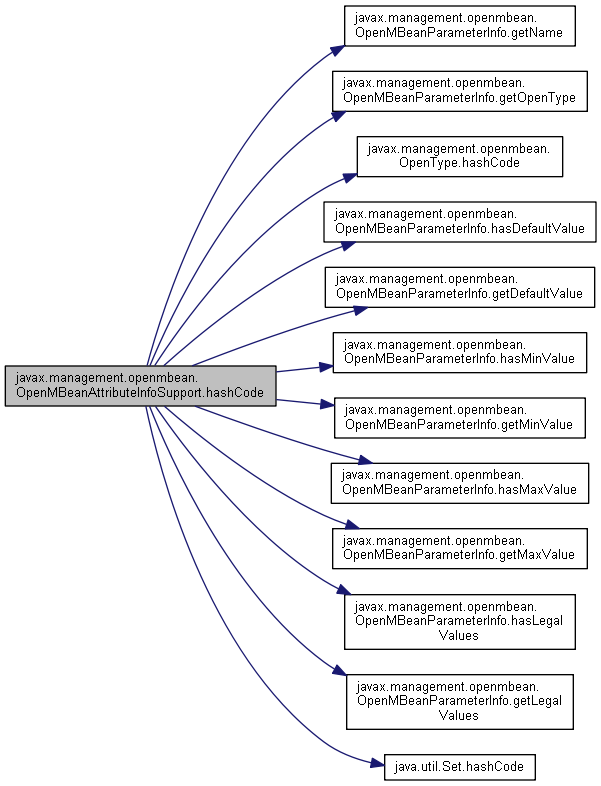 javax.management.openmbean.
OpenMBeanParameterInfo.getName
javax.management.openmbean.
OpenMBeanParameterInfo.getOpenType
javax.management.openmbean.
OpenType.hashCode
javax.management.openmbean.
OpenMBeanParameterInfo.hasDefaultValue
javax.management.openmbean.
OpenMBeanParameterInfo.getDefaultValue
javax.management.openmbean.
OpenMBeanParameterInfo.hasMinValue
javax.management.openmbean.
OpenMBeanAttributeInfoSupport.hashCode
javax.management.openmbean.
OpenMBeanParameterInfo.getMinValue
javax.management.openmbean.
OpenMBeanParameterInfo.hasMaxValue
javax.management.openmbean.
OpenMBeanParameterInfo.getMaxValue
javax.management.openmbean.
OpenMBeanParameterInfo.hasLegal
Values
javax.management.openmbean.
OpenMBeanParameterInfo.getLegal
Values
java.util.Set.hashCode